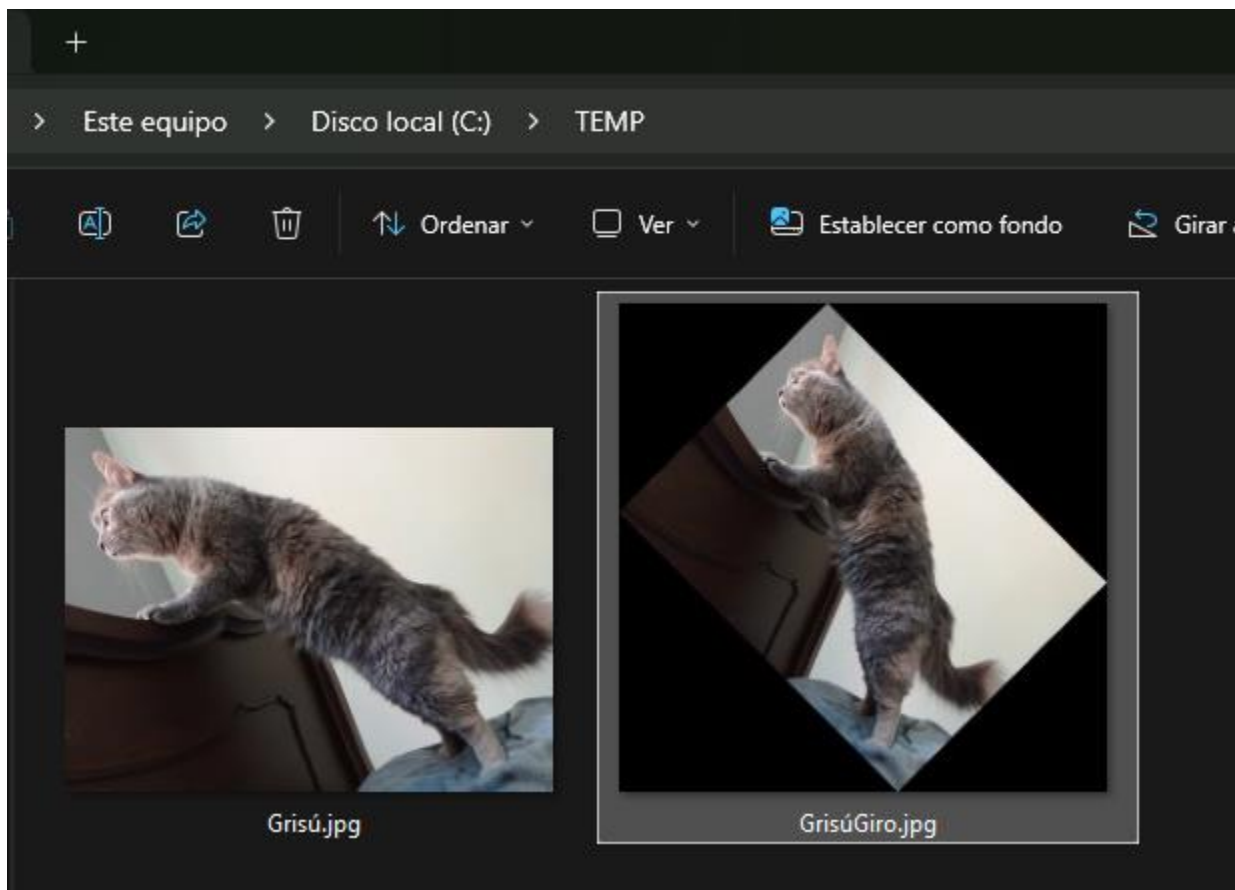 Este equipo > Disco local (C:) > TEMP
Ordenar Ver Establecer como fondo Girar
Grisú.jpg GrisúGiro.jpg